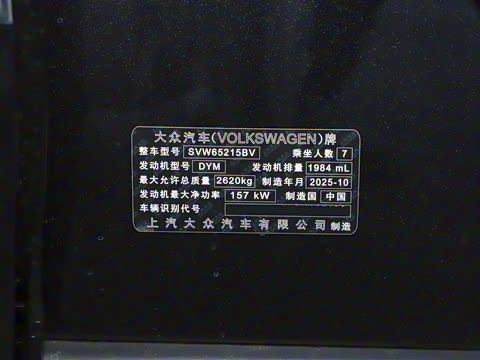 大众汽车(VOLKSWAGEN)牌
整车型号 SVW65215BV 乘坐人数 7
发动机型号 DYM 发动机排量 1984 mL
最大允许总质量 2620kg 制造年月 2025-10
发动机最大净功率 157 kW 制造国 中国
车辆识别代号
上汽大众汽车有限公司 制造